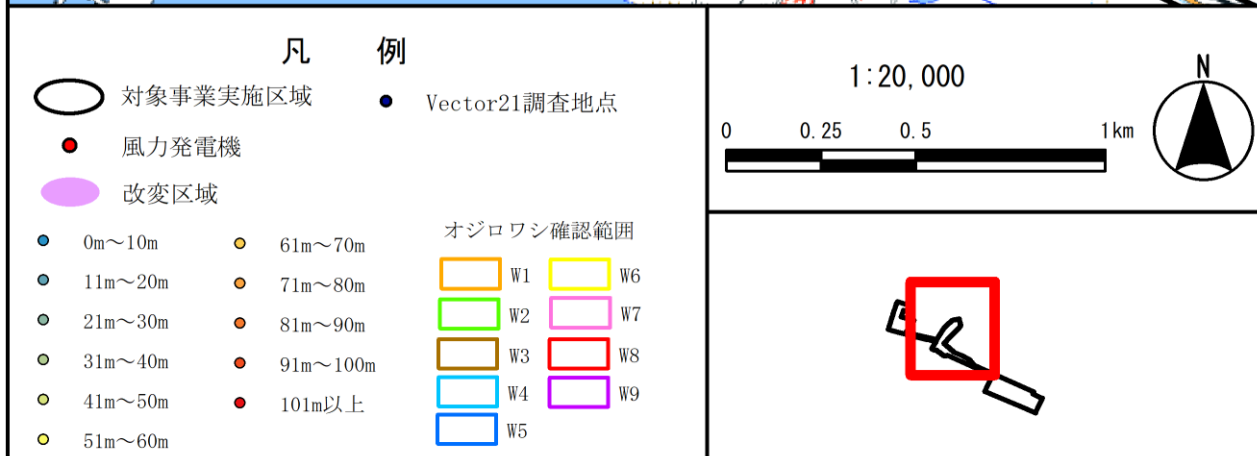 凡 例
対象事業実施区域
Vector21調査地点
風力発電機
改変区域
0m～10m
11m～20m
21m～30m
31m～40m
41m～50m
51m～60m
61m～70m
71m～80m
81m～90m
91m～100m
101m以上
オジロワシ確認範囲
W1
W2
W3
W4
W5
W6
W7
W8
W9
1:20,000
0 0.25 0.5 1km
N